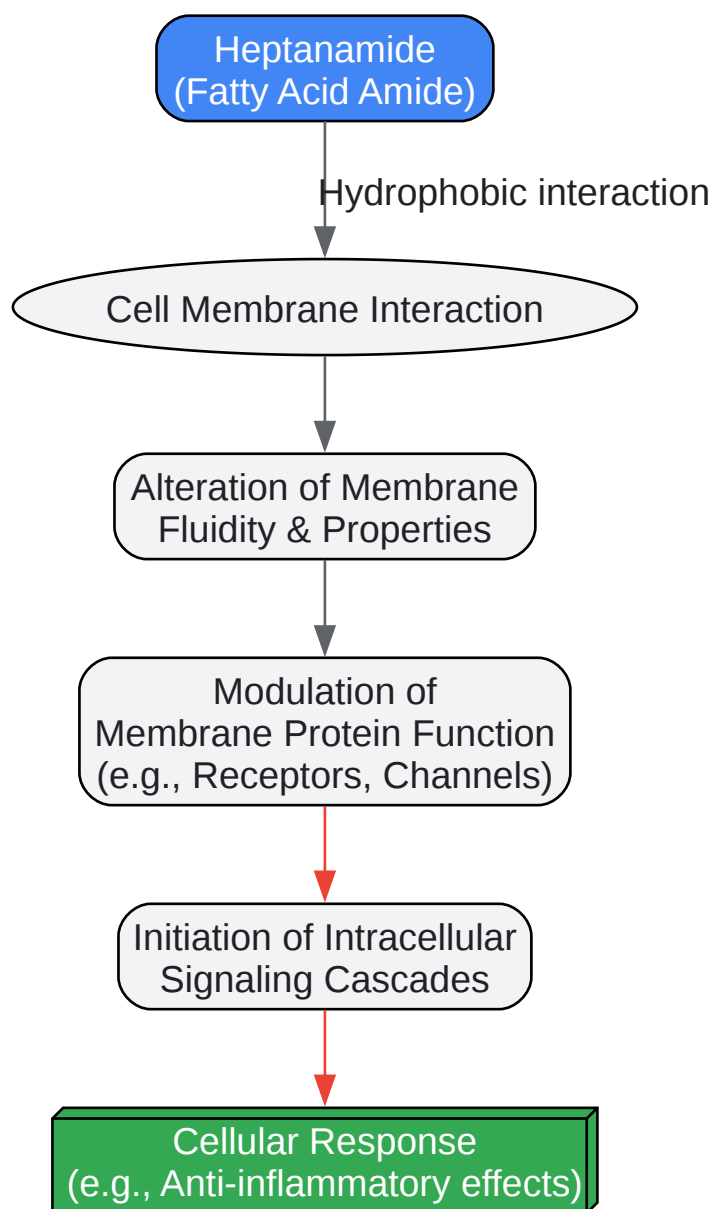 Heptanamide
(Fatty Acid Amide)
Hydrophobic interaction
Cell Membrane Interaction
Alteration of Membrane
Fluidity & Properties
Modulation of
Membrane Protein Function
(e.g., Receptors, Channels)
Initiation of Intracellular
Signaling Cascades
Cellular Response
(e.g., Anti-inflammatory effects)